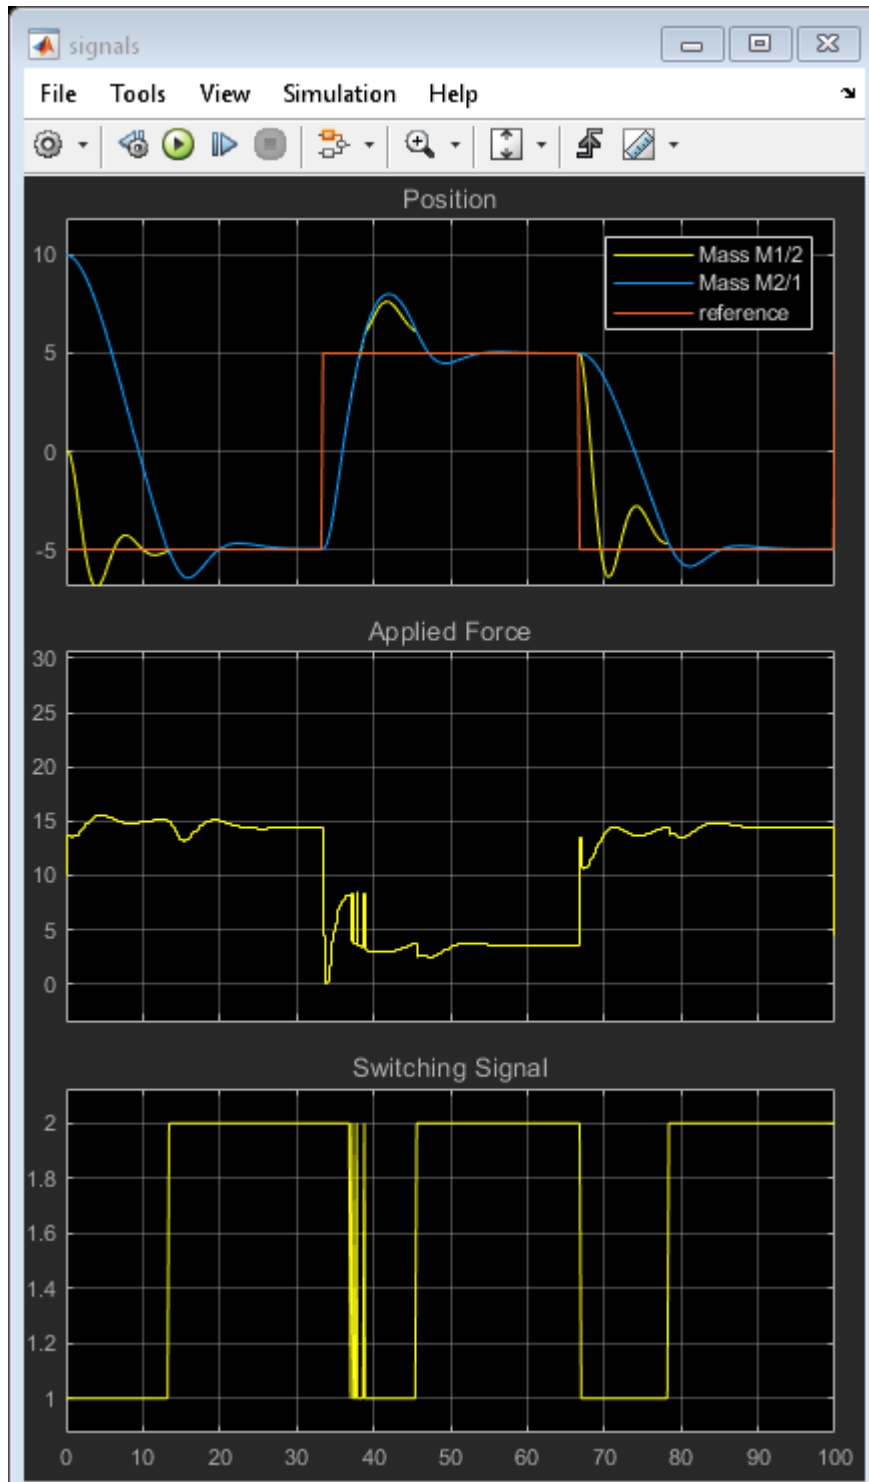 signals
File Tools View Simulation Help
Position
10
5
0
-5
Mass M1/2
Mass M2/1
reference
Applied Force
30
25
20
15
10
5
0
Switching Signal
2
1.8
1.6
1.4
1.2
1
0 10 20 30 40 50 60 70 80 90 100